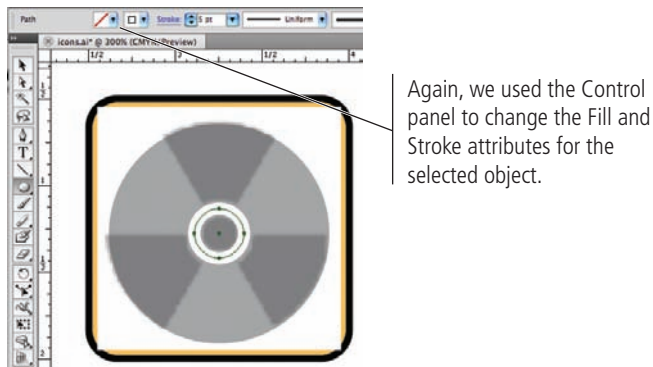 Path
Stroke:
5 pt
Uniform
icons.ai* @ 300% (CMYK/Preview)
1/2
1/2
Again, we used the Control
panel to change the Fill and
Stroke attributes for the
selected object.